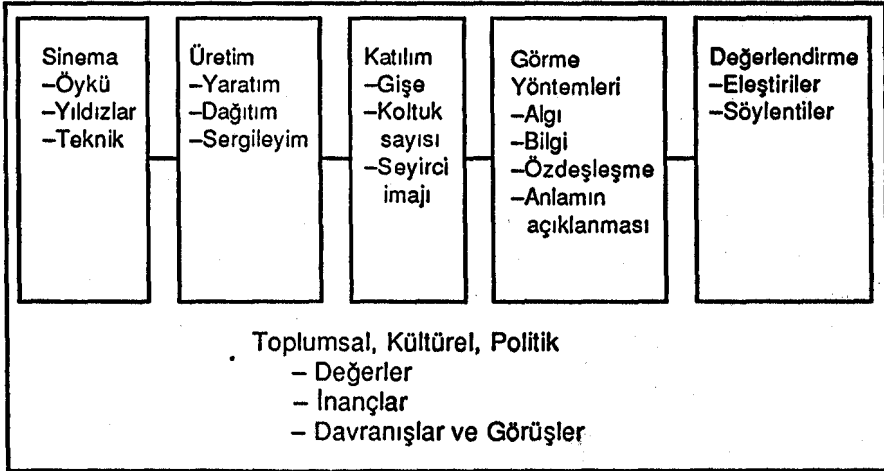 Sinema
–Öykü
–Yıldızlar
–Teknik
Üretim
–Yaratım
–Dağıtım
–Sergileyim
Katılım
–Gişe
–Koltuk
sayısı
–Seyirci
imajı
Görme
Yöntemleri
–Algı
–Bilgi
–Özdeşleşme
–Anlamın
açıklanması
Değerlendirme
–Eleştiriler
–Söylentiler
Toplumsal, Kültürel, Politik
– Değerler
– İnançlar
– Davranışlar ve Görüşler